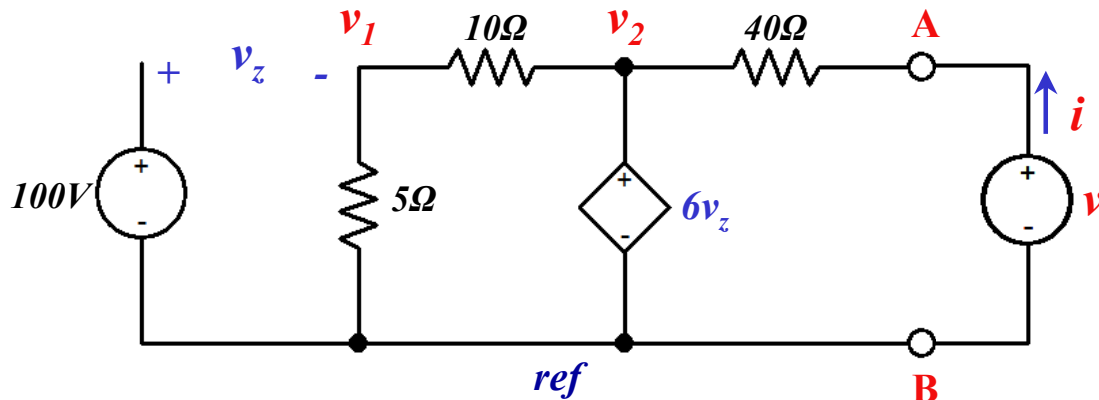 v1 10Ω v2 40Ω A
+ vz - i
+ + +
100V 5Ω 6vz v
- - -
ref B